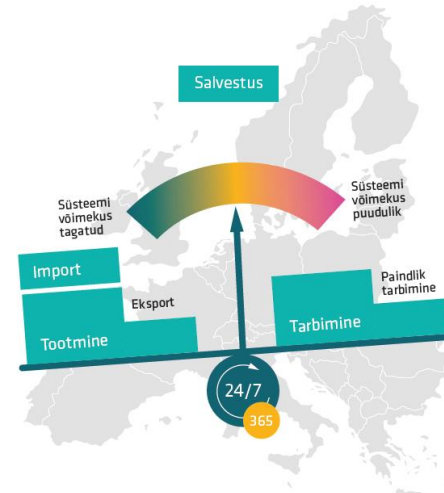 Salvestus
Süsteemi
võimekus
tagatud
Süsteemi
võimekus
puudulik
Import
Eksport
Tootmine
Paindlik
tarbimine
Tarbimine
24/7
365